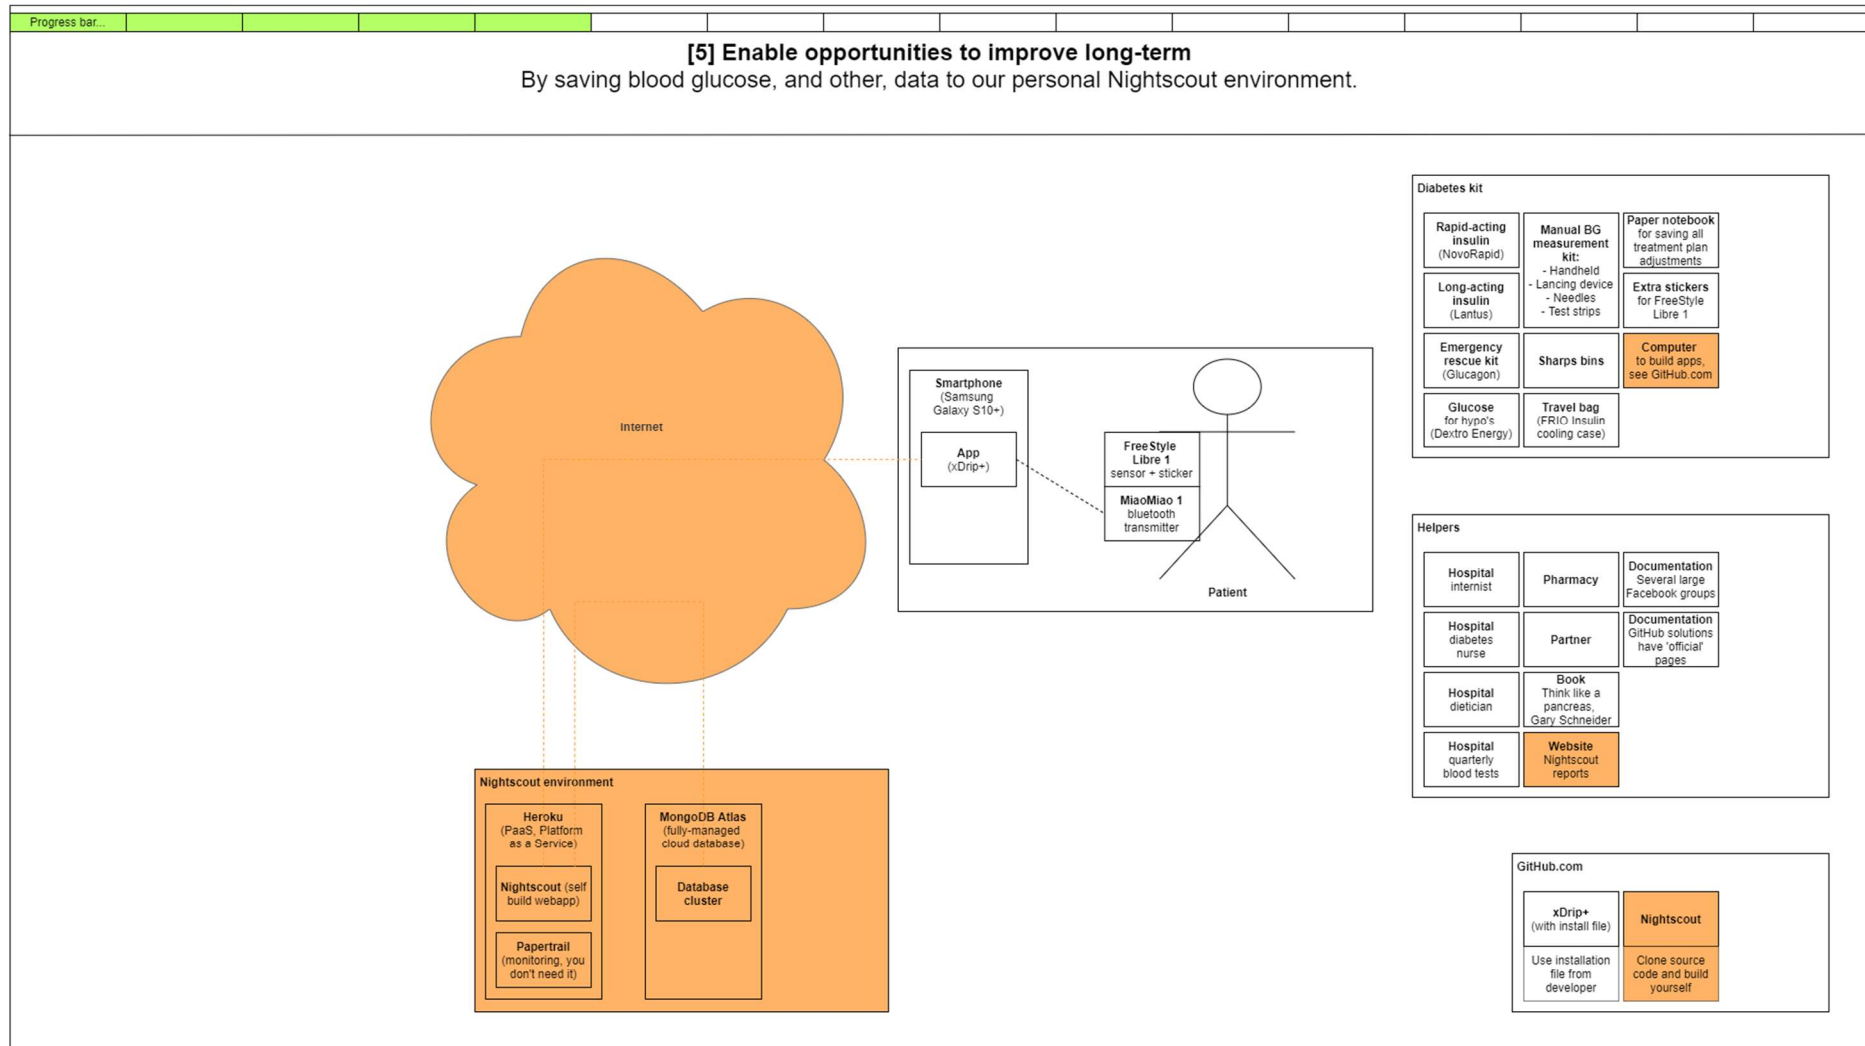 Progress bar...
[5] Enable opportunities to improve long-term
By saving blood glucose, and other, data to our personal Nightscout environment.
Internet
Smartphone
(Samsung
Galaxy S10+)
App
(xDrip+)
FreeStyle
Libre 1
sensor + sticker
MiaoMiao 1
bluetooth
transmitter
Patient
Nightscout environment
Heroku
(PaaS, Platform
as a Service)
Nightscout (self
build webapp)
Papertrail
(monitoring, you
don't need it)
MongoDB Atlas
(fully-managed
cloud database)
Database
cluster
Diabetes kit
Rapid-acting
insulin
(NovoRapid)
Manual BG
measurement
kit:
- Handheld
- Lancing device
- Needles
- Test strips
Paper notebook
for saving all
treatment plan
adjustments
Long-acting
insulin
(Lantus)
Extra stickers
for FreeStyle
Libre 1
Emergency
rescue kit
(Glucagon)
Sharps bins
Computer
to build apps,
see GitHub.com
Glucose
for hypo's
(Dextro Energy)
Travel bag
(FRIO Insulin
cooling case)
Helpers
Hospital
internist
Pharmacy
Documentation
Several large
Facebook groups
Hospital
diabetes
nurse
Partner
Documentation
GitHub solutions
have 'official'
pages
Hospital
dietician
Book
Think like a
pancreas,
Gary Schneider
Hospital
quarterly
blood tests
Website
Nightscout
reports
GitHub.com
xDrip+
(with install file)
Nightscout
Use installation
file from
developer
Clone source
code and build
yourself